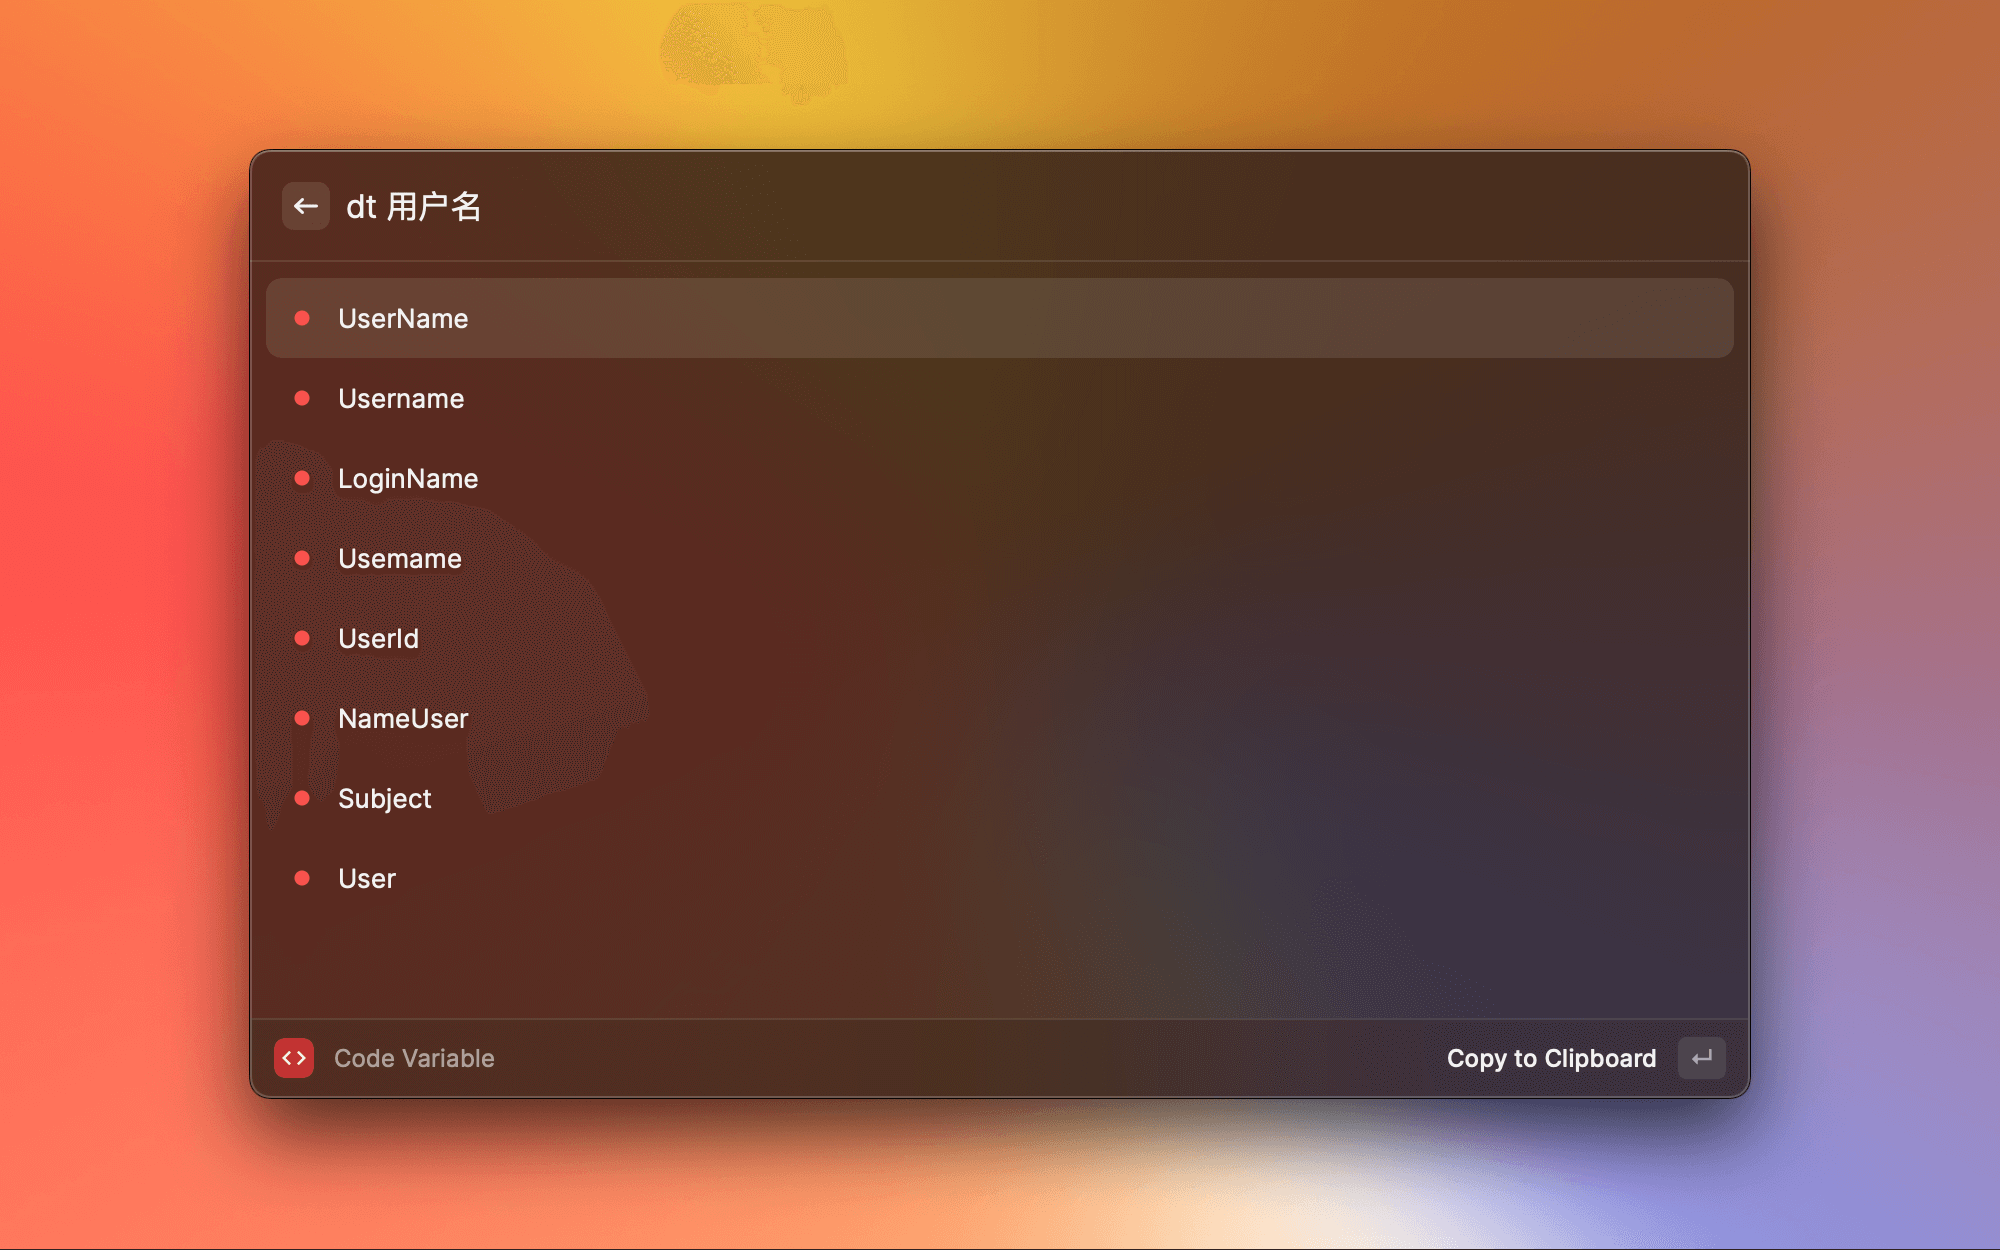 dt 用户名
UserName
Username
LoginName
Usemame
UserId
NameUser
Subject
User
Code Variable
Copy to Clipboard